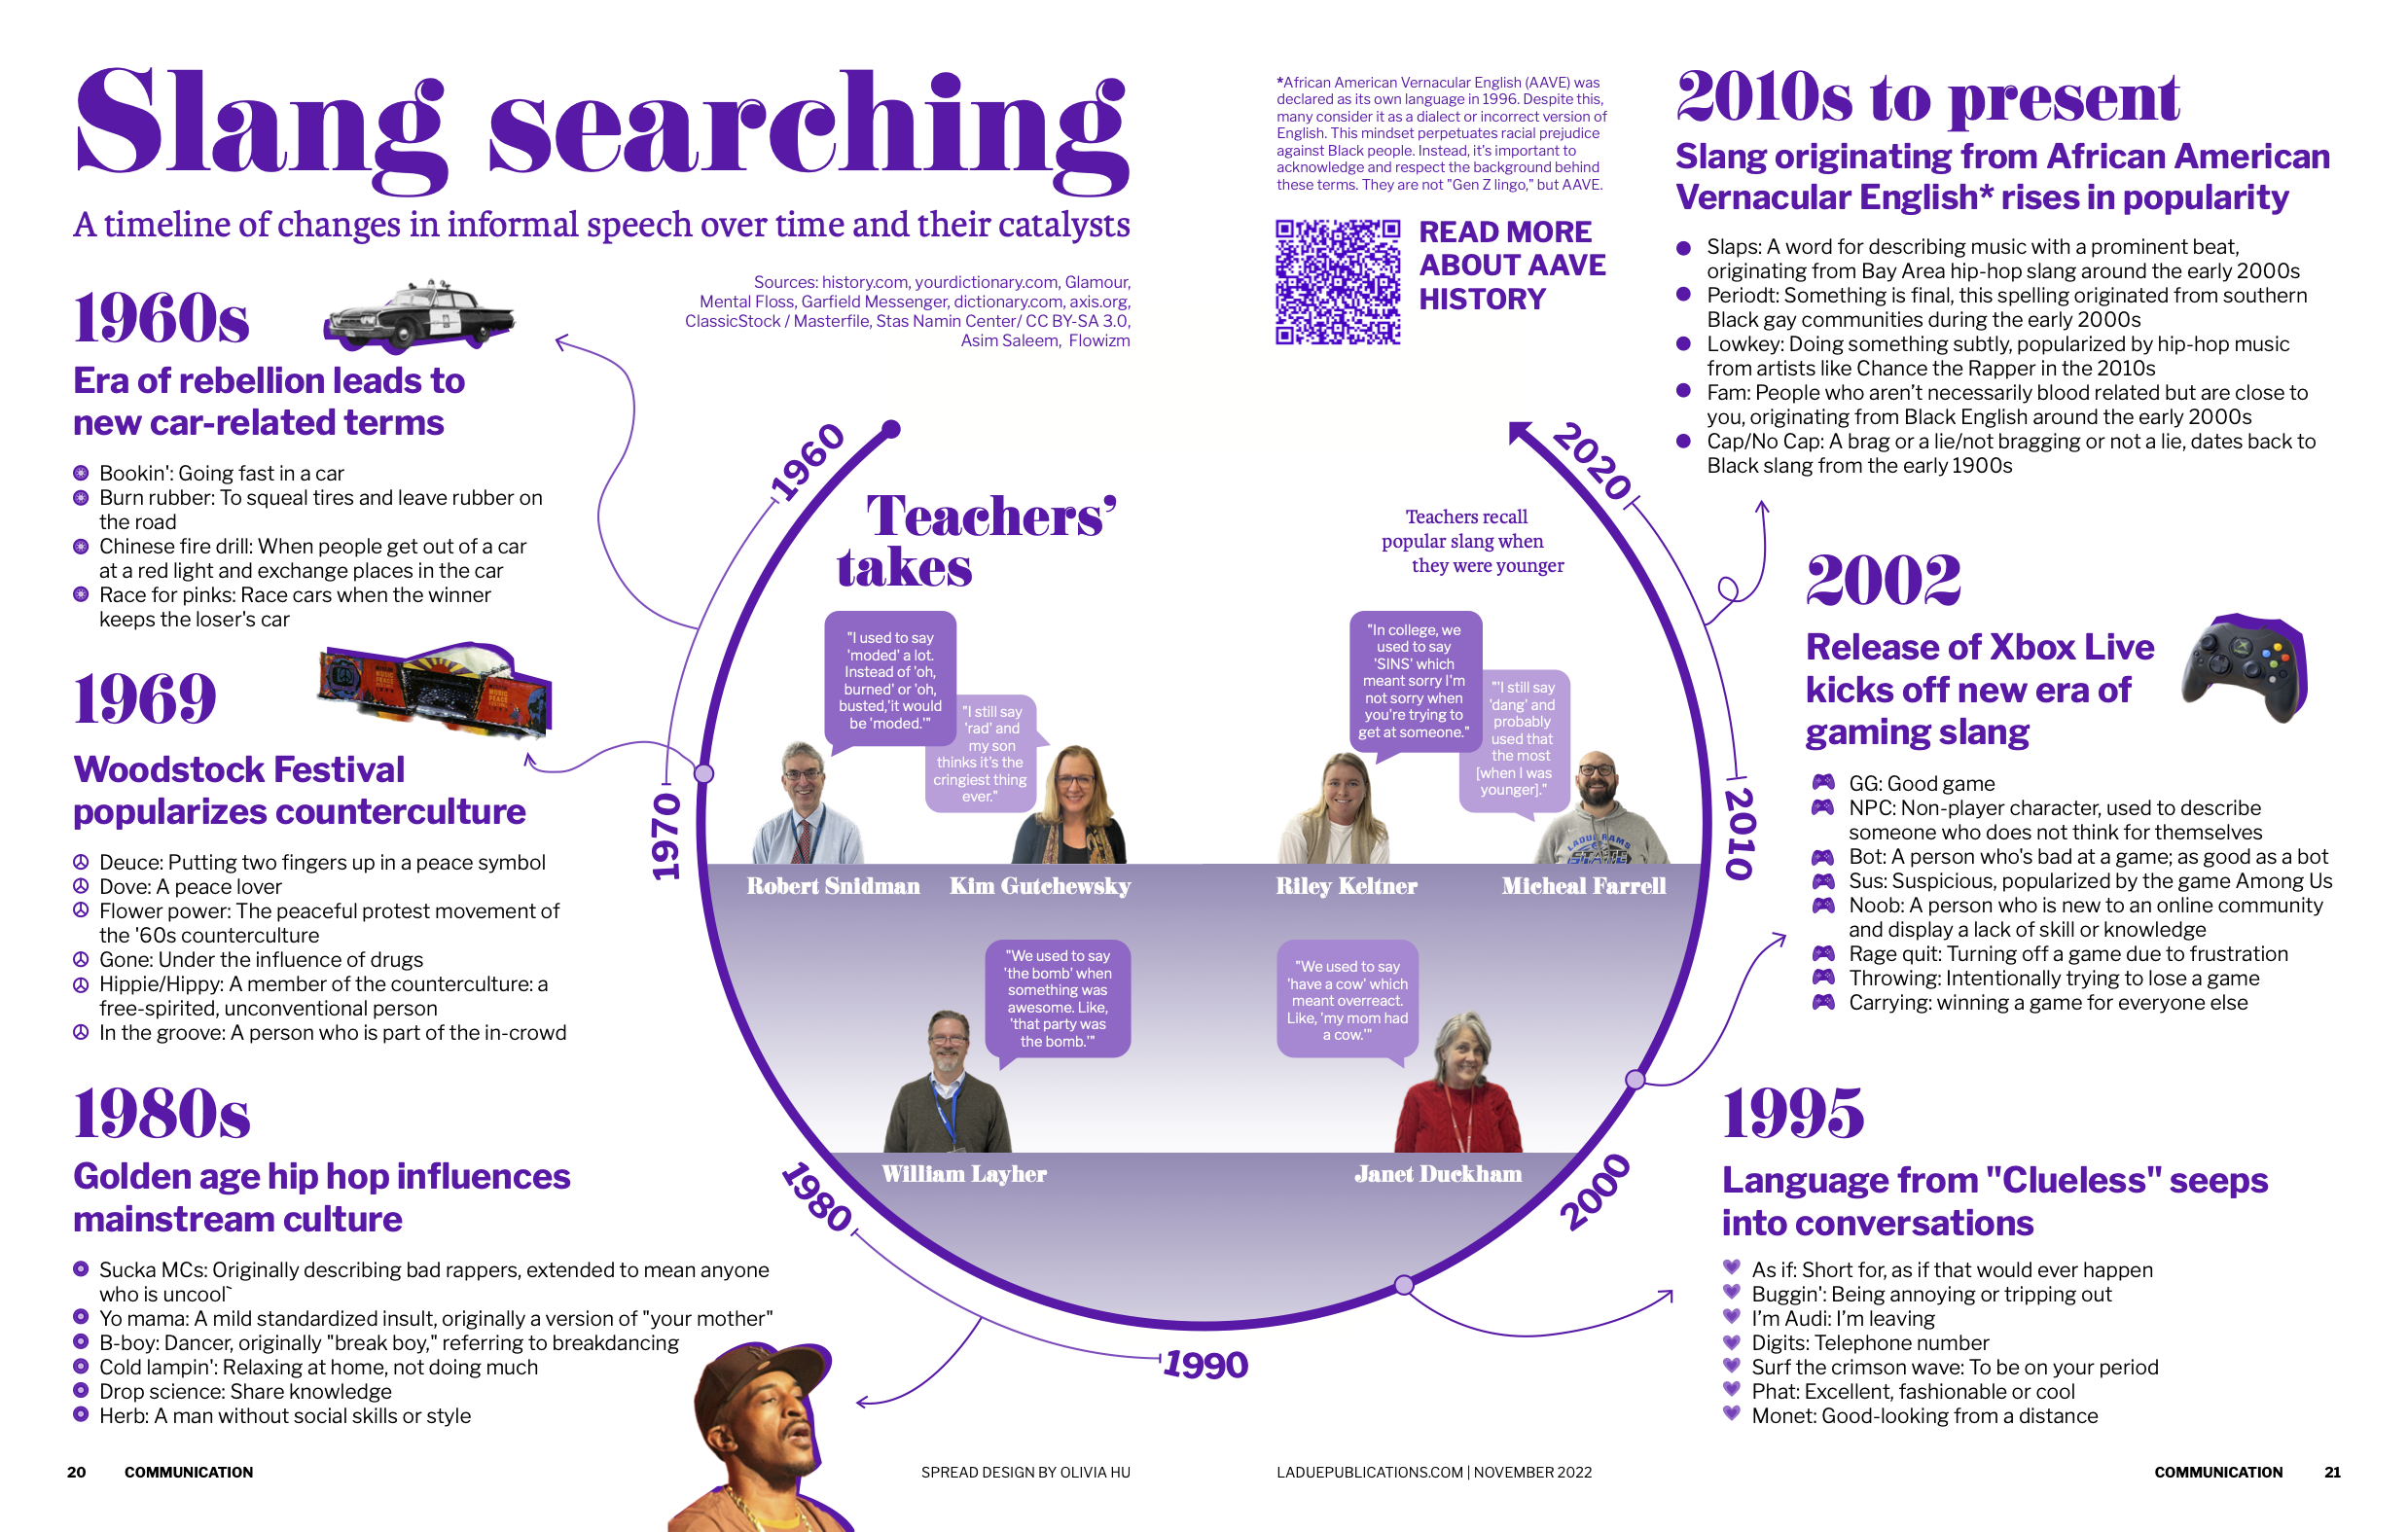 Slang searching
A timeline of changes in informal speech over time and their catalysts
Sources: history.com, yourdictionary.com, Glamour,
Mental Floss, Garfield Messenger, dictionary.com, axis.org,
ClassicStock / Masterfile, Stas Namin Center/ CC BY-SA 3.0,
Asim Saleem,  Flowizm
1960s
Era of rebellion leads to
new car-related terms
Bookin': Going fast in a car
Burn rubber: To squeal tires and leave rubber on
the road
Chinese fire drill: When people get out of a car
at a red light and exchange places in the car
Race for pinks: Race cars when the winner
keeps the loser's car
1969
Woodstock Festival
popularizes counterculture
Deuce: Putting two fingers up in a peace symbol
Dove: A peace lover
Flower power: The peaceful protest movement of
the '60s counterculture
Gone: Under the influence of drugs
Hippie/Hippy: A member of the counterculture: a
free-spirited, unconventional person
In the groove: A person who is part of the in-crowd
1980s
Golden age hip hop influences
mainstream culture
Sucka MCs: Originally describing bad rappers, extended to mean anyone
who is uncool`
Yo mama: A mild standardized insult, originally a version of "your mother"
B-boy: Dancer, originally "break boy," referring to breakdancing
Cold lampin': Relaxing at home, not doing much
Drop science: Share knowledge
Herb: A man without social skills or style
1960
1970
1980
1990
2000
2010
2020
Teachers’
takes
Teachers recall
popular slang when
they were younger
"I used to say
'moded' a lot.
Instead of 'oh,
burned' or 'oh,
busted,'it would
be 'moded.'"
"I still say
'rad' and
my son
thinks it's the
cringiest thing
ever."
"In college, we
used to say
'SINS' which
meant sorry I'm
not sorry when
you're trying to
get at someone."
"'I still say
'dang' and
probably
used that
the most
[when I was
younger]."
LADUE RAMS
STATE
Robert Snidman
Kim Gutchewsky
Riley Keltner
Micheal Farrell
"We used to say
'the bomb' when
something was
awesome. Like,
'that party was
the bomb.'"
"We used to say
'have a cow' which
meant overreact.
Like, 'my mom had
a cow.'"
William Layher
Janet Duckham
*African American Vernacular English (AAVE) was
declared as its own language in 1996. Despite this,
many consider it as a dialect or incorrect version of
English. This mindset perpetuates racial prejudice
against Black people. Instead, it's important to
acknowledge and respect the background behind
these terms. They are not "Gen Z lingo," but AAVE.
READ MORE
ABOUT AAVE
HISTORY
2010s to present
Slang originating from African American
Vernacular English* rises in popularity
Slaps: A word for describing music with a prominent beat,
originating from Bay Area hip-hop slang around the early 2000s
Periodt: Something is final, this spelling originated from southern
Black gay communities during the early 2000s
Lowkey: Doing something subtly, popularized by hip-hop music
from artists like Chance the Rapper in the 2010s
Fam: People who aren’t necessarily blood related but are close to
you, originating from Black English around the early 2000s
Cap/No Cap: A brag or a lie/not bragging or not a lie, dates back to
Black slang from the early 1900s
2002
Release of Xbox Live
kicks off new era of
gaming slang
GG: Good game
NPC: Non-player character, used to describe
someone who does not think for themselves
Bot: A person who's bad at a game; as good as a bot
Sus: Suspicious, popularized by the game Among Us
Noob: A person who is new to an online community
and display a lack of skill or knowledge
Rage quit: Turning off a game due to frustration
Throwing: Intentionally trying to lose a game
Carrying: winning a game for everyone else
1995
Language from "Clueless" seeps
into conversations
As if: Short for, as if that would ever happen
Buggin': Being annoying or tripping out
I’m Audi: I’m leaving
Digits: Telephone number
Surf the crimson wave: To be on your period
Phat: Excellent, fashionable or cool
Monet: Good-looking from a distance
20 COMMUNICATION
SPREAD DESIGN BY OLIVIA HU
LADUEPUBLICATIONS.COM | NOVEMBER 2022
COMMUNICATION 21